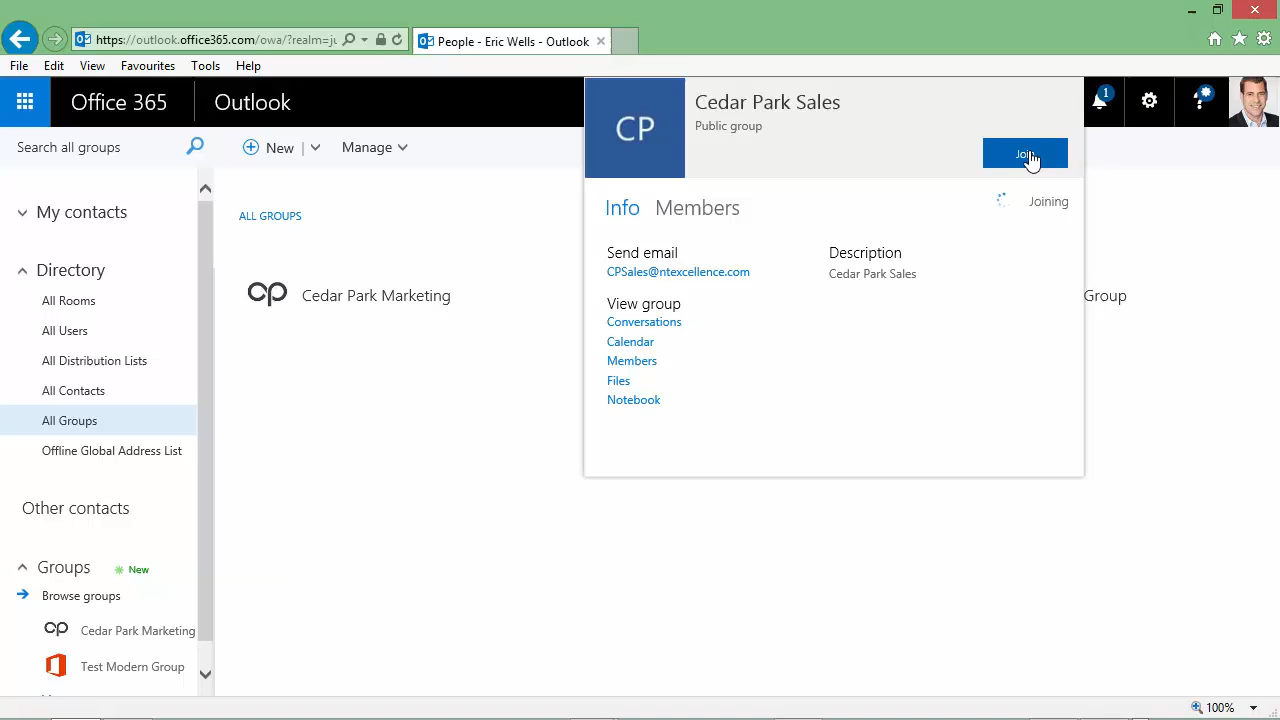 https://outlook.office365.com/owa/?realm=ju
People - Eric Wells - Outlook
File Edit View Favourites Tools Help
Office 365
Outlook
Cedar Park Sales
Public group
CP
Join
1
?
Search all groups
New
Manage
Info
Members
Joining
My contacts
ALL GROUPS
Send email
CPSales@ntexcellence.com
Description
Cedar Park Sales
Directory
All Rooms
cp
Cedar Park Marketing
View group
Group
Conversations
All Users
Calendar
All Distribution Lists
Members
Files
All Contacts
Notebook
All Groups
Offline Global Address List
Other contacts
Groups
New
Browse groups
cp
Cedar Park Marketing
Test Modern Group
100%